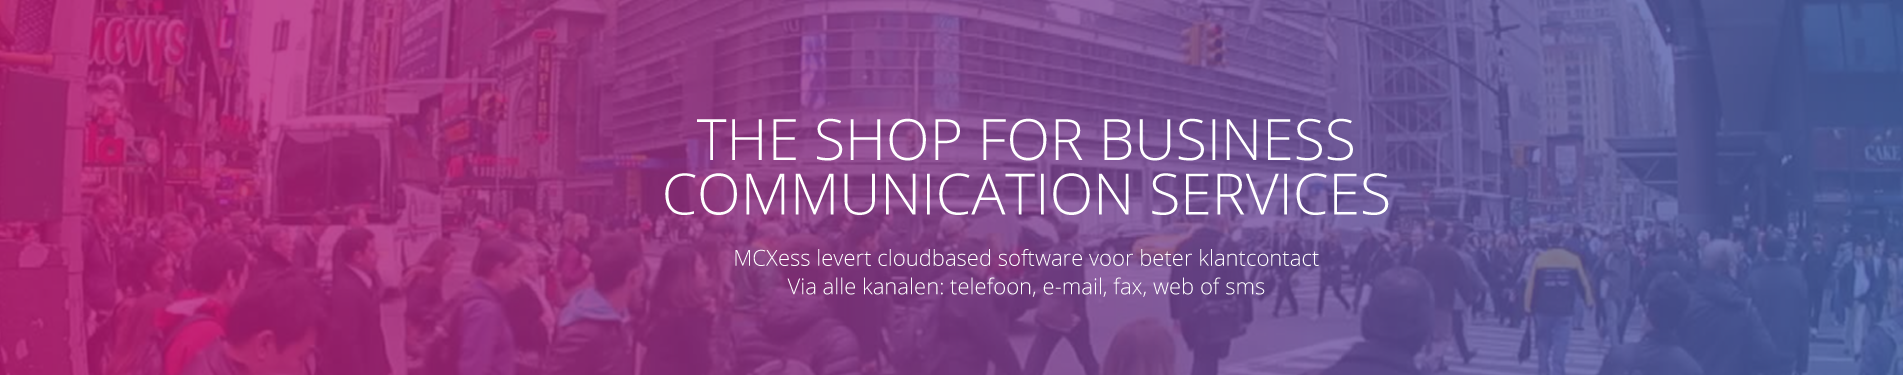 THE SHOP FOR BUSINESS
COMMUNICATION SERVICES
MCXess levert cloudbased software voor beter klantcontact
Via alle kanalen: telefoon, e-mail, fax, web of sms